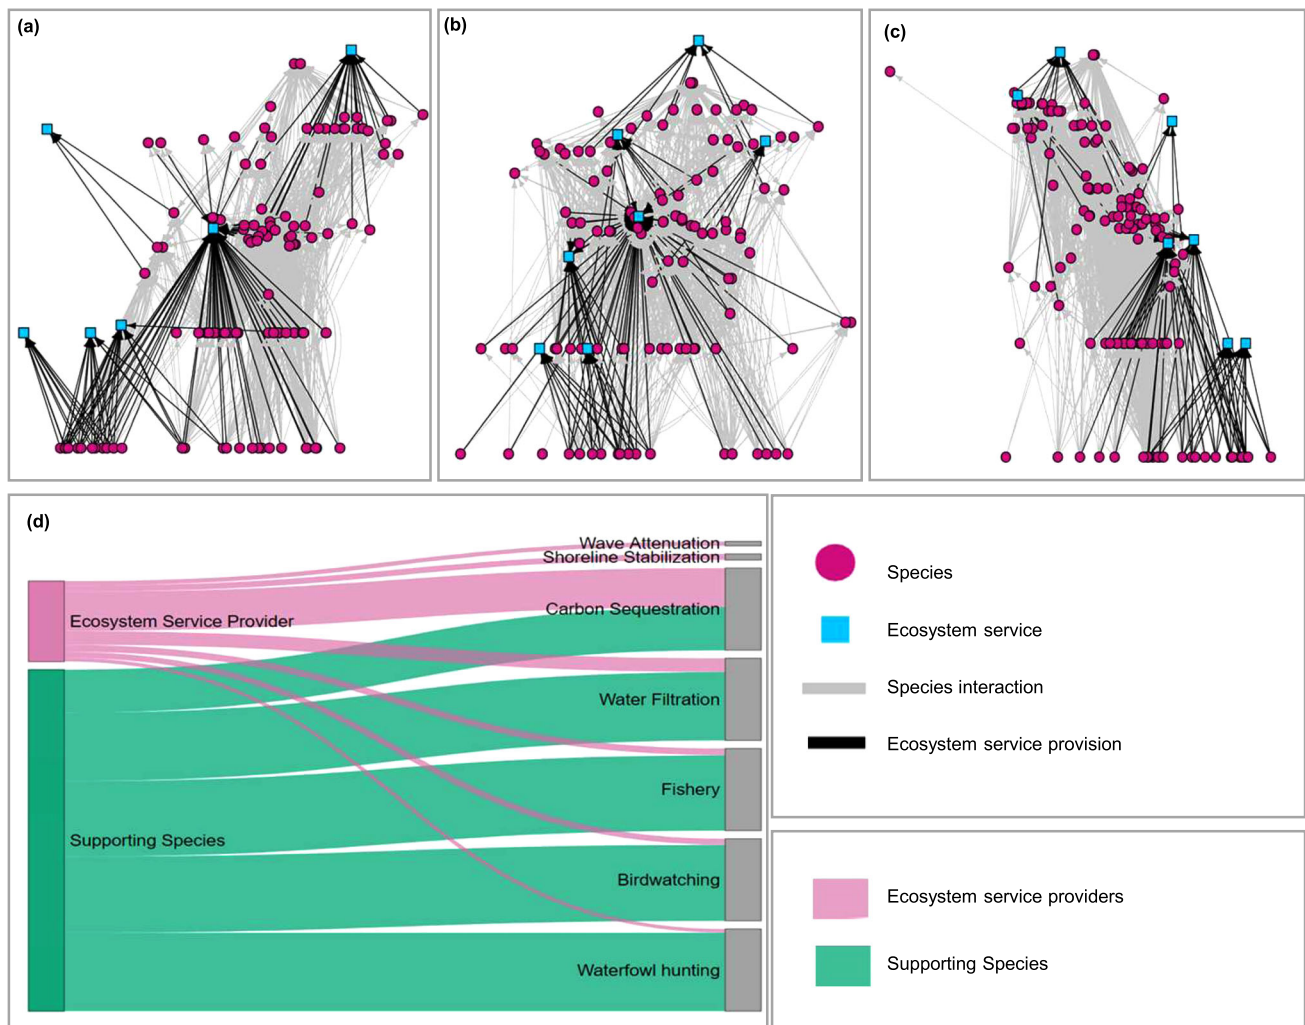 (a)
(b)
(c)
(d)
Wave Attenuation
Shoreline Stabilization
Carbon Sequestration
Ecosystem Service Provider
Water Filtration
Fishery
Supporting Species
Birdwatching
Waterfowl hunting
Species
Ecosystem service
Species interaction
Ecosystem service provision
Ecosystem service providers
Supporting Species